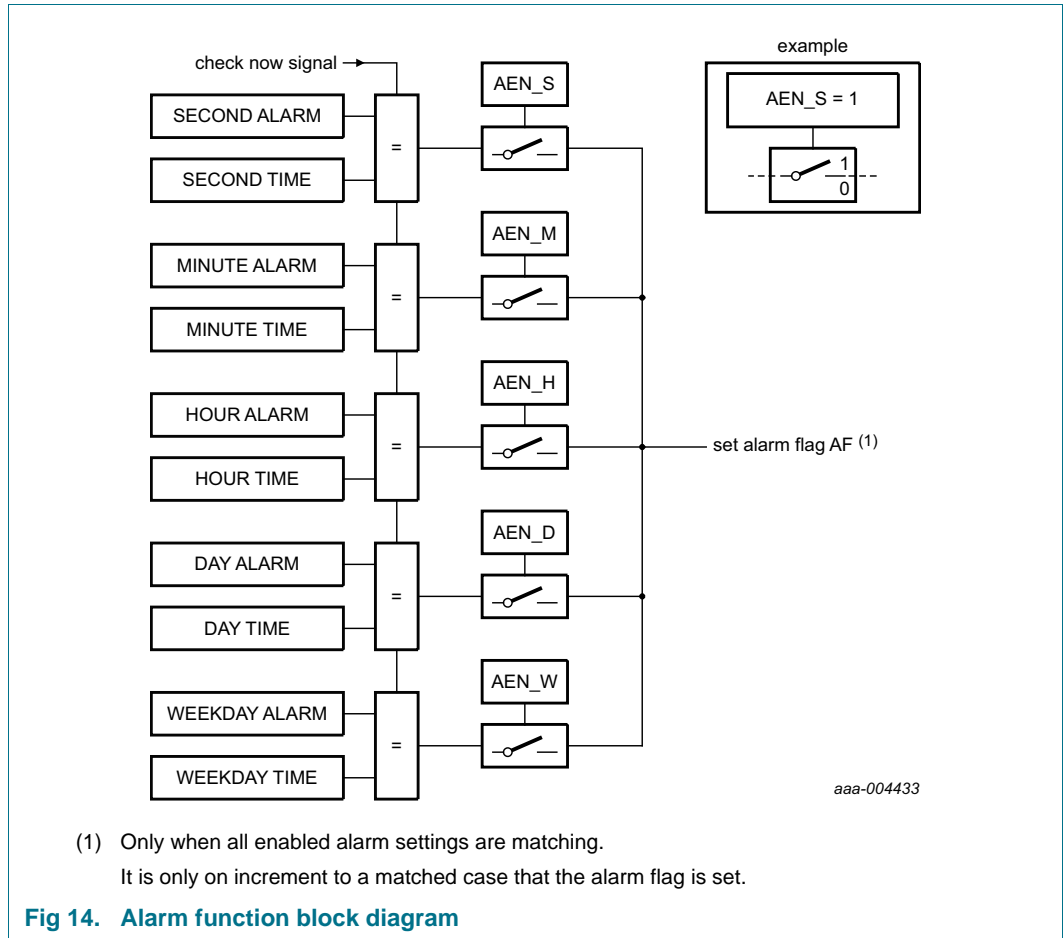 example
check now signal
AEN_S
AEN_S = 1
SECOND ALARM
=
1
0
SECOND TIME
AEN_M
MINUTE ALARM
=
MINUTE TIME
AEN_H
HOUR ALARM
=
set alarm flag AF (1)
HOUR TIME
AEN_D
DAY ALARM
=
DAY TIME
AEN_W
WEEKDAY ALARM
=
WEEKDAY TIME
aaa-004433
(1) Only when all enabled alarm settings are matching.
It is only on increment to a matched case that the alarm flag is set.
Fig 14. Alarm function block diagram